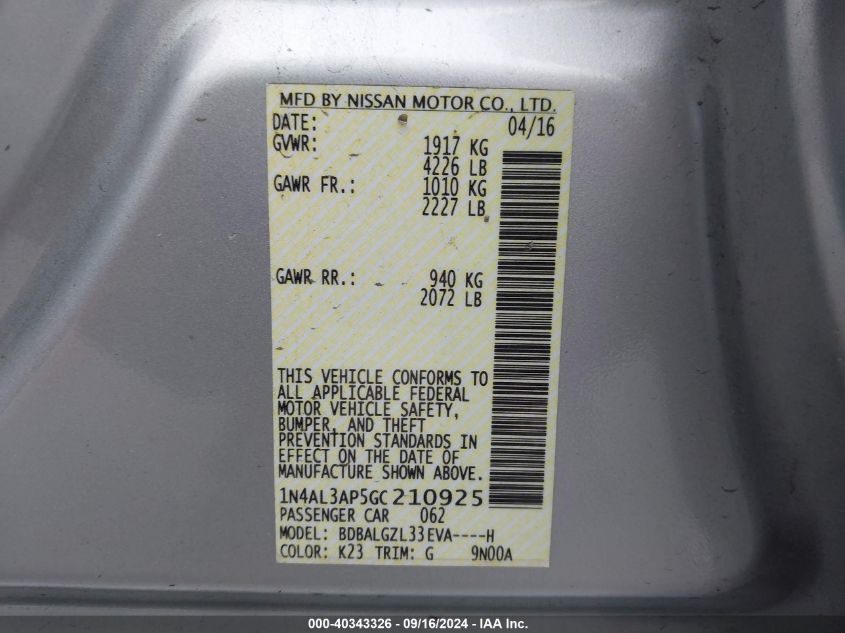 MFD BY NISSAN MOTOR CO., LTD.
DATE: 04/16
GVWR: 1917 KG
4226 LB
GAWR FR.: 1010 KG
2227 LB
GAWR RR.: 940 KG
2072 LB
THIS VEHICLE CONFORMS TO
ALL APPLICABLE FEDERAL
MOTOR VEHICLE SAFETY,
BUMPER, AND THEFT
PREVENTION STANDARDS IN
EFFECT ON THE DATE OF
MANUFACTURE SHOWN ABOVE.
1N4AL3AP5GC210925
PASSENGER CAR 062
MODEL: BDBALGZL33EVA----H
COLOR: K23 TRIM: G 9N00A
000-40343326 - 09/16/2024 - IAA Inc.